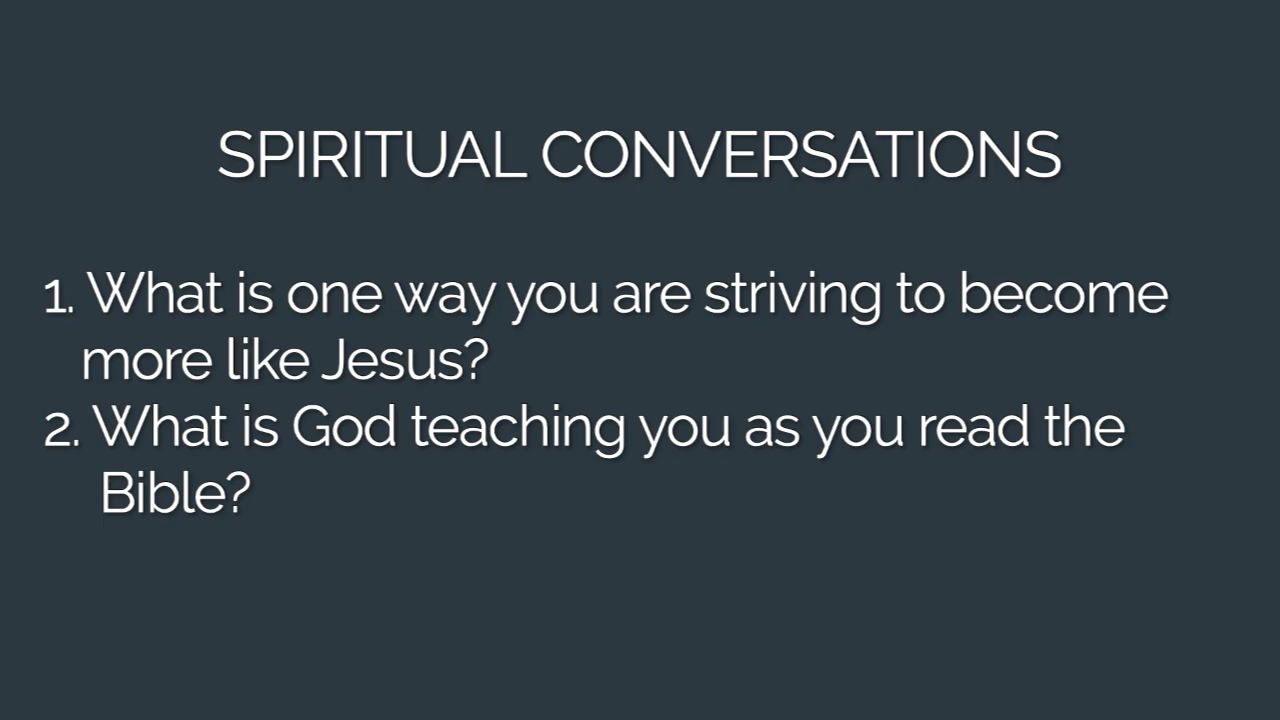 SPIRITUAL CONVERSATIONS
1. What is one way you are striving to become
more like Jesus?
2. What is God teaching you as you read the
Bible?